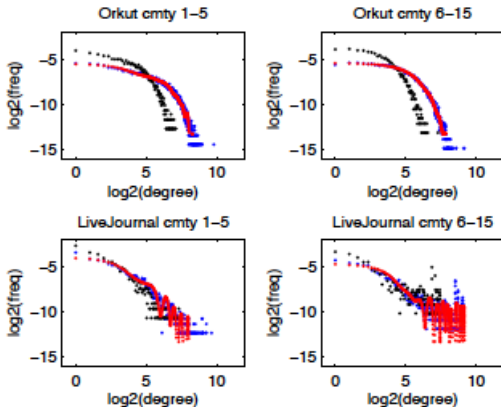 Orkut cmty 1−5
Orkut cmty 6−15
log2(freq)
−5
−10
−15
0 5 10
log2(degree)
log2(freq)
−5
−10
−15
0 5 10
log2(degree)
LiveJournal cmty 1−5
LiveJournal cmty 6−15
log2(freq)
−5
−10
−15
0 5 10
log2(degree)
log2(freq)
−5
−10
−15
0 5 10
log2(degree)